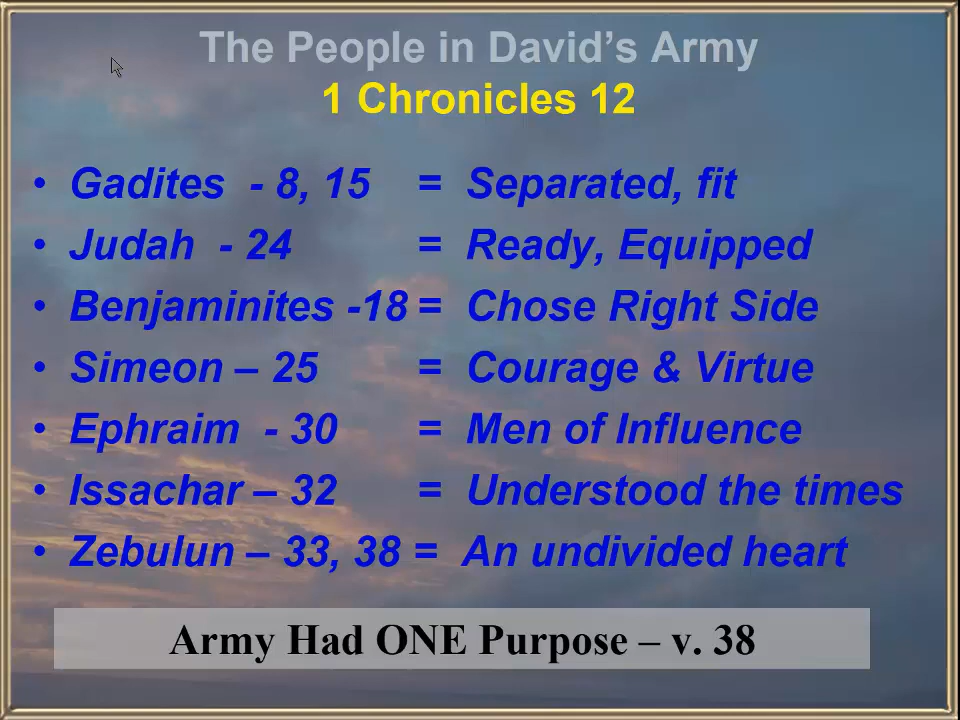 The People in David’s Army
1 Chronicles 12
• Gadites - 8, 15 = Separated, fit
• Judah - 24 = Ready, Equipped
• Benjaminites -18 = Chose Right Side
• Simeon – 25 = Courage & Virtue
• Ephraim - 30 = Men of Influence
• Issachar – 32 = Understood the times
• Zebulun – 33, 38 = An undivided heart
Army Had ONE Purpose – v. 38